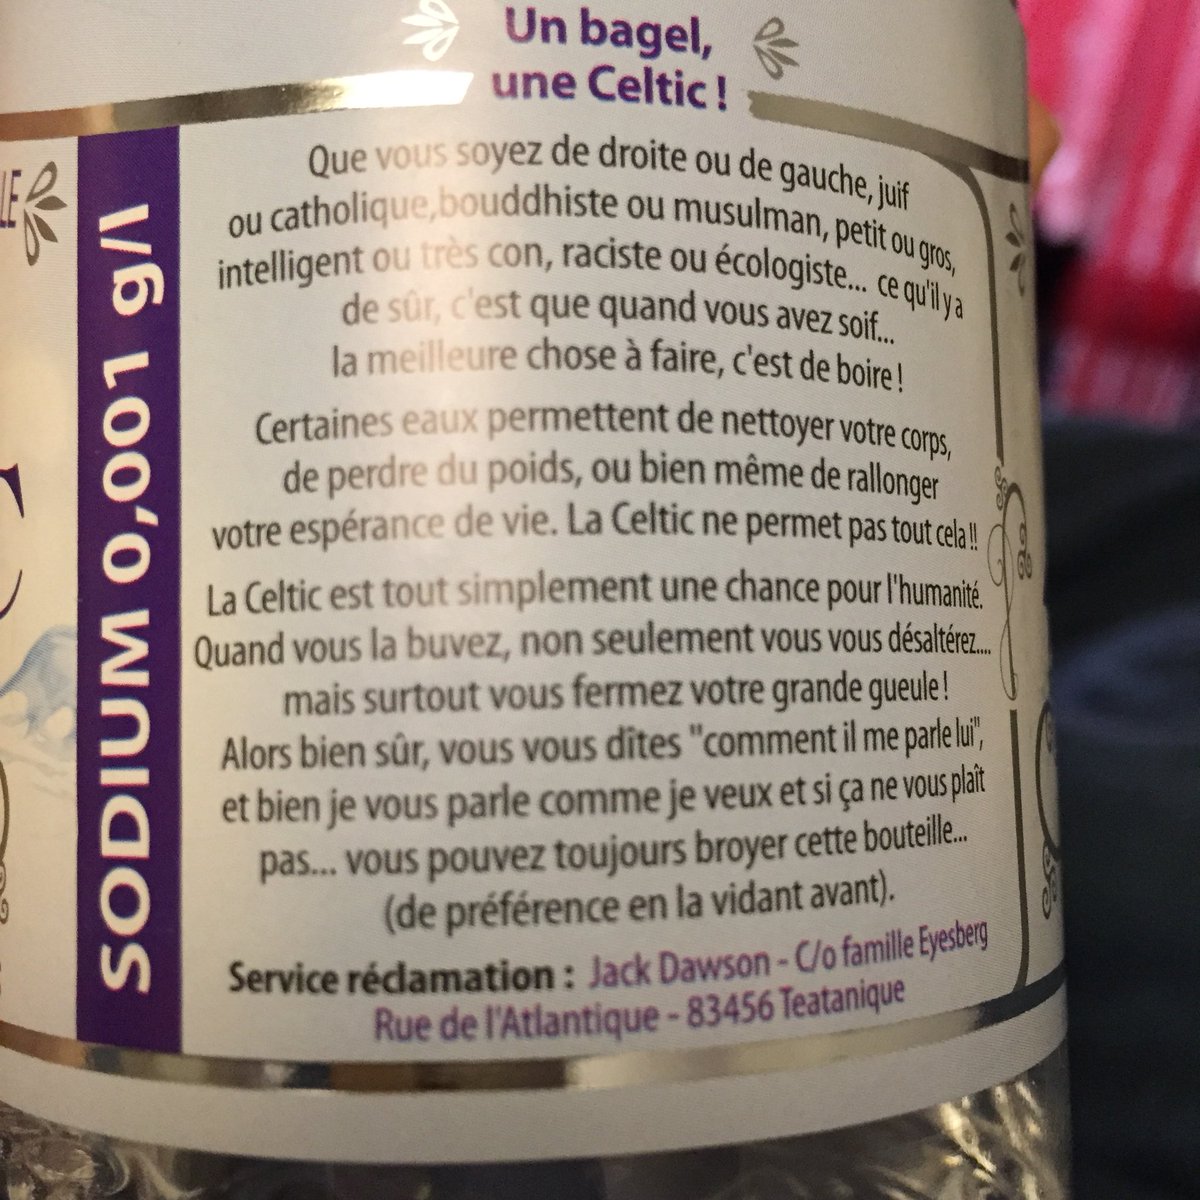 Un bagel,
une Celtic !
Que vous soyez de droite ou de gauche, juif
ou catholique,bouddhiste ou musulman, petit ou gros,
intelligent ou très con, raciste ou écologiste... ce qu'il y a
de sûr, c'est que quand vous avez soif...
la meilleure chose à faire, c'est de boire !
Certaines eaux permettent de nettoyer votre corps,
de perdre du poids, ou bien même de rallonger
votre espérance de vie. La Celtic ne permet pas tout cela !!
La Celtic est tout simplement une chance pour l'humanité.
Quand vous la buvez, non seulement vous vous désaltérez....
mais surtout vous fermez votre grande gueule !
Alors bien sûr, vous vous dîtes "comment il me parle lui",
et bien je vous parle comme je veux et si ça ne vous plaît
pas... vous pouvez toujours broyer cette bouteille...
(de préférence en la vidant avant).
Service réclamation : Jack Dawson - C/o famille Eyesberg
Rue de l'Atlantique - 83456 Teatanique
SODIUM 0,001 g/l